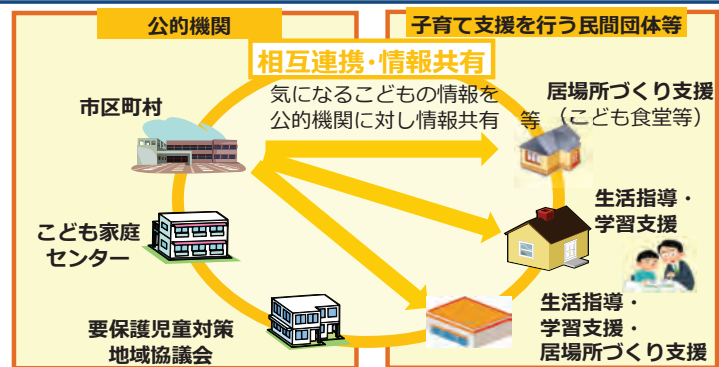 公的機関
子育て支援を行う民間団体等
相互連携・情報共有
市区町村
気になるこどもの情報を
公的機関に対し情報共有 等
居場所づくり支援
（こども食堂等）
こども家庭
センター
生活指導・
学習支援
要保護児童対策
地域協議会
生活指導・
学習支援・
居場所づくり支援